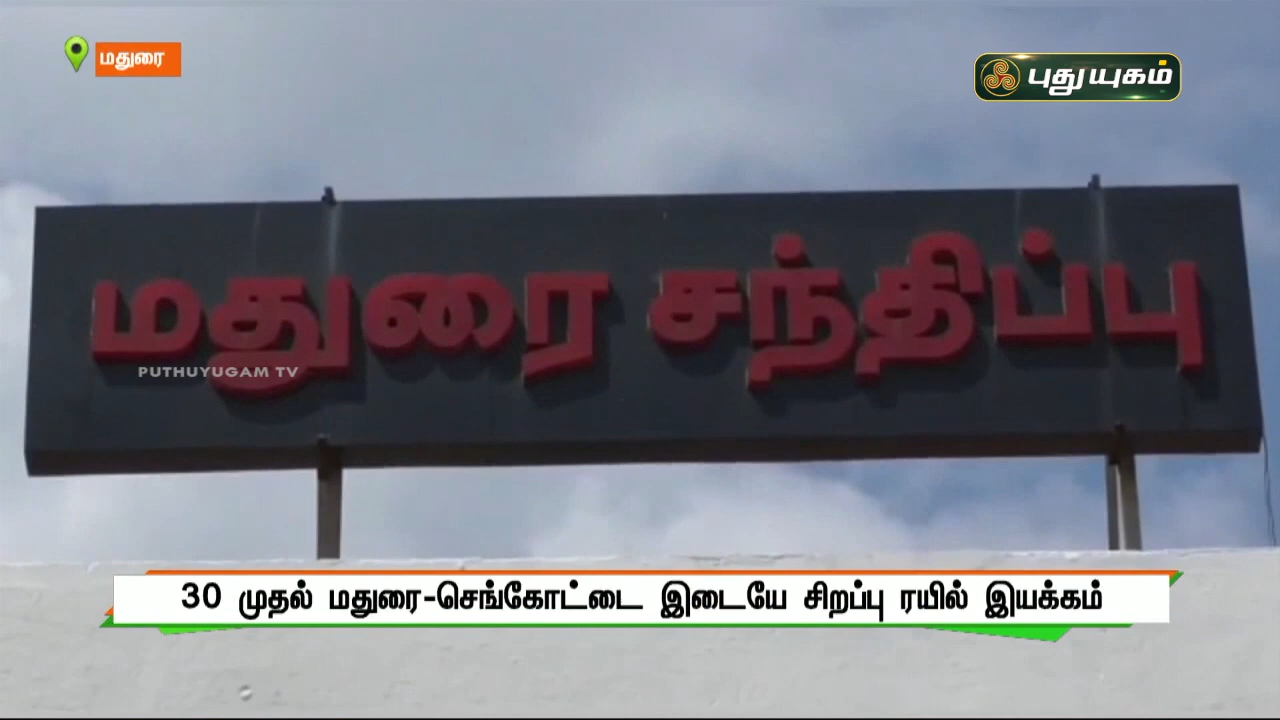 மதுரை
புதுயுகம்
மதுரை சந்திப்பு
PUTHUYUGAM TV
30 முதல் மதுரை-செங்கோட்டை இடையே சிறப்பு ரயில் இயக்கம்